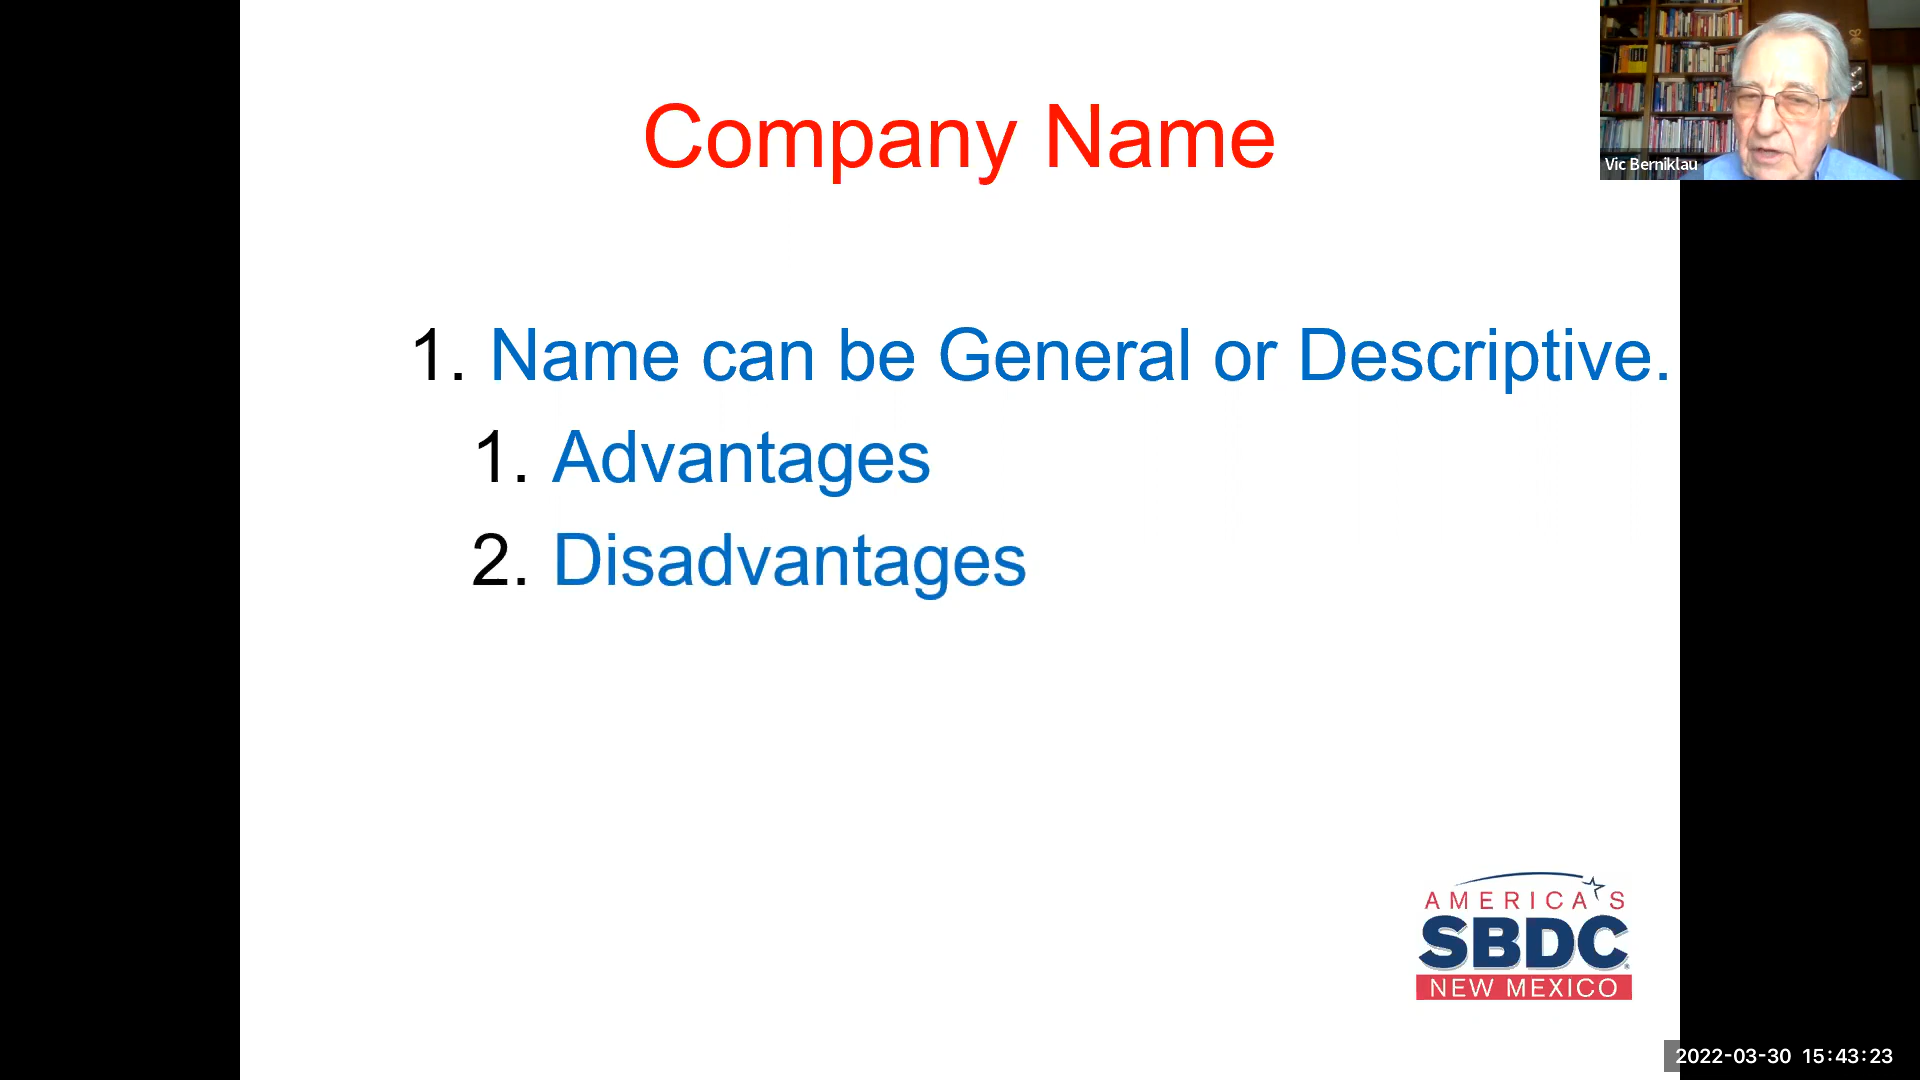 Company Name
Vic Berniklau
1. Name can be General or Descriptive.
1. Advantages
2. Disadvantages
AMERICA'S
SBDC
NEW MEXICO
2022-03-30 15:43:23